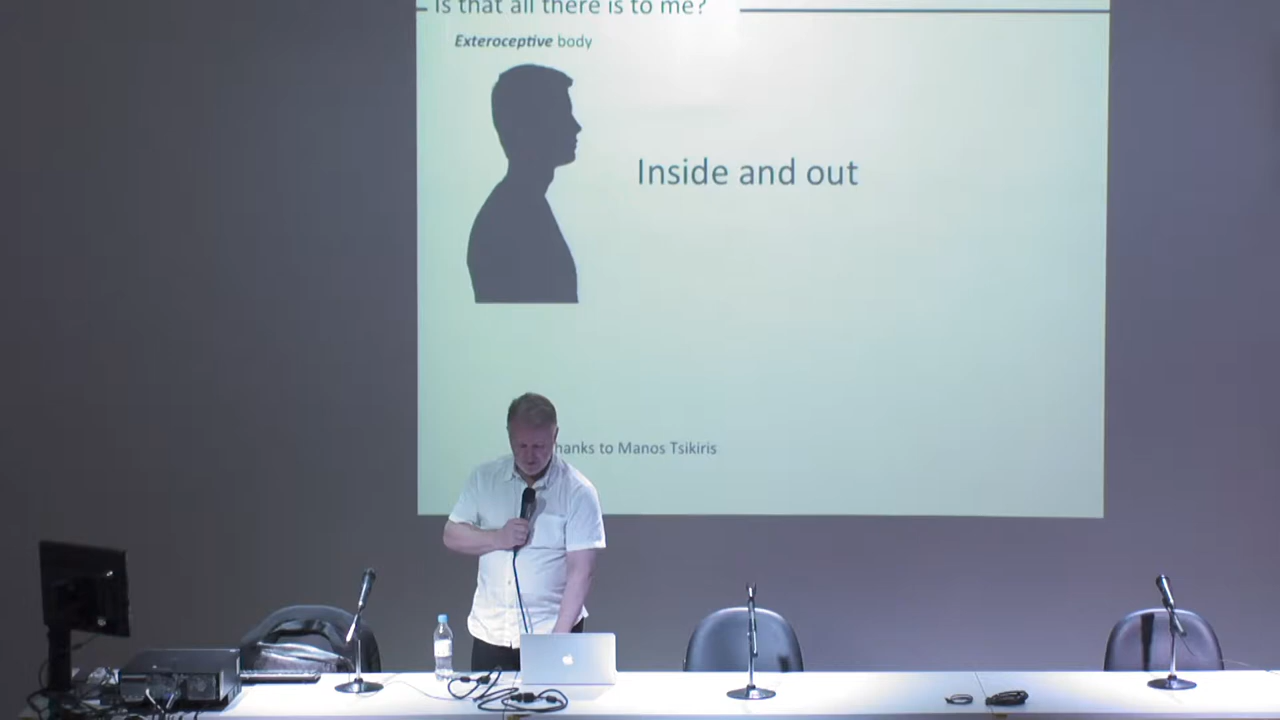 Is that all there is to me?
Exteroceptive body
Inside and out
hanks to Manos Tsikiris